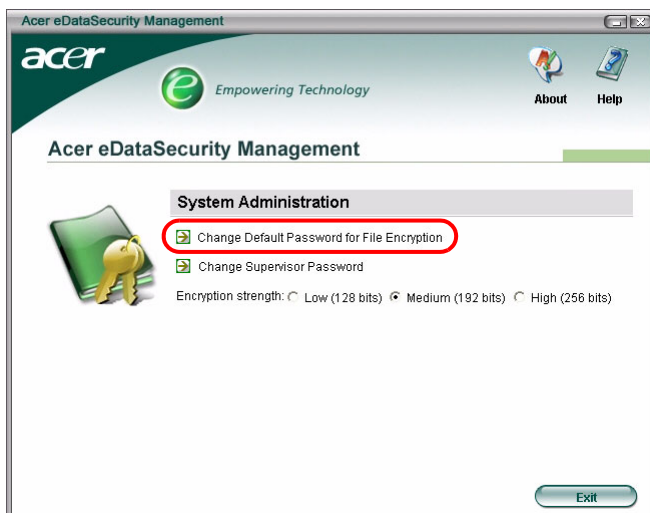 Acer eDataSecurity Management
acer
e Empowering Technology
About Help
Acer eDataSecurity Management
System Administration
Change Default Password for File Encryption
Change Supervisor Password
Encryption strength: Low (128 bits) Medium (192 bits) High (256 bits)
Exit